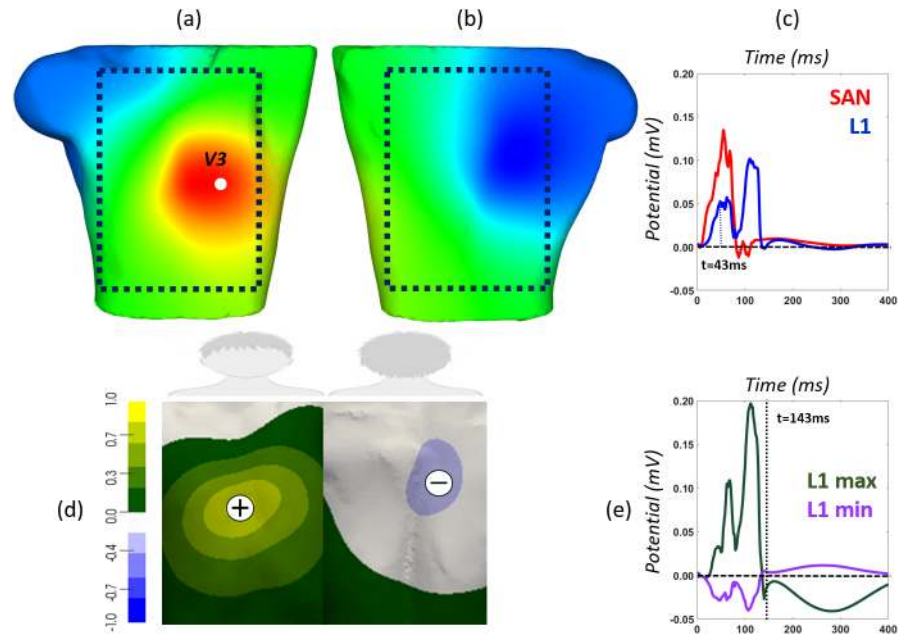 (a)
(b)
(c)
V3
Time (ms)
Potential (mV)
0.20
0.15
0.10
0.05
0.00
-0.05
SAN
L1
t=43ms
0
100
200
300
400
(d)
1.0
0.7
0.3
0.0
-0.4
-0.7
-1.0
+
−
(e)
Time (ms)
Potential (mV)
0.20
0.15
0.10
0.05
0.00
-0.05
t=143ms
L1 max
L1 min
0
100
200
300
400